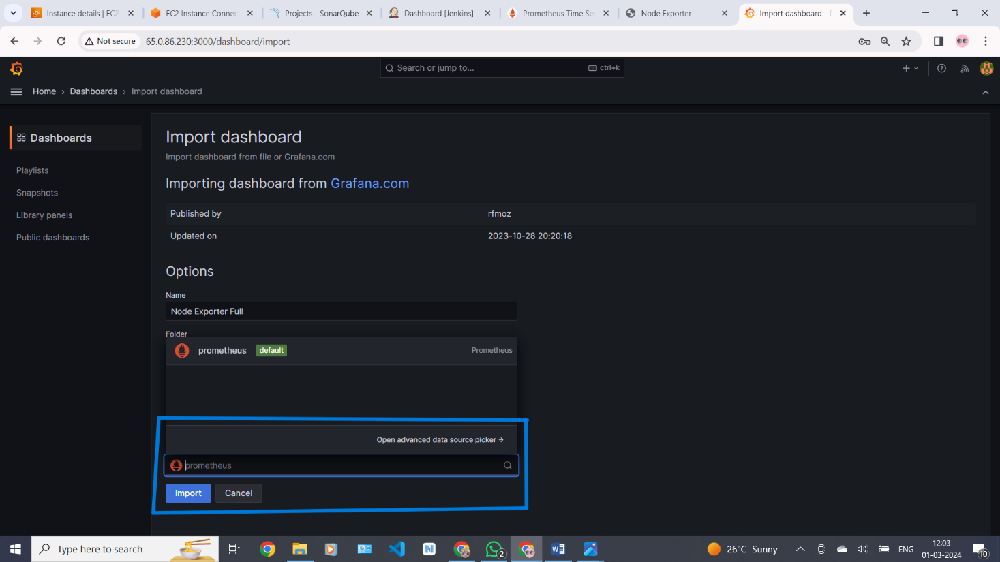 Instance details | EC2
EC2 Instance Connect
Projects - SonarQube
Dashboard [Jenkins]
Prometheus Time Se
Node Exporter
Import dashboard - D
Not secure
65.0.86.230:3000/dashboard/import
Search or jump to...
ctrl+k
Home › Dashboards › Import dashboard
Dashboards
Playlists
Snapshots
Library panels
Public dashboards
Import dashboard
Import dashboard from file or Grafana.com
Importing dashboard from Grafana.com
Published by rfmoz
Updated on 2023-10-28 20:20:18
Options
Name
Node Exporter Full
Folder
prometheus default Prometheus
Open advanced data source picker →
prometheus
Import Cancel
Type here to search
2
26°C Sunny
ENG
12:03
01-03-2024
10